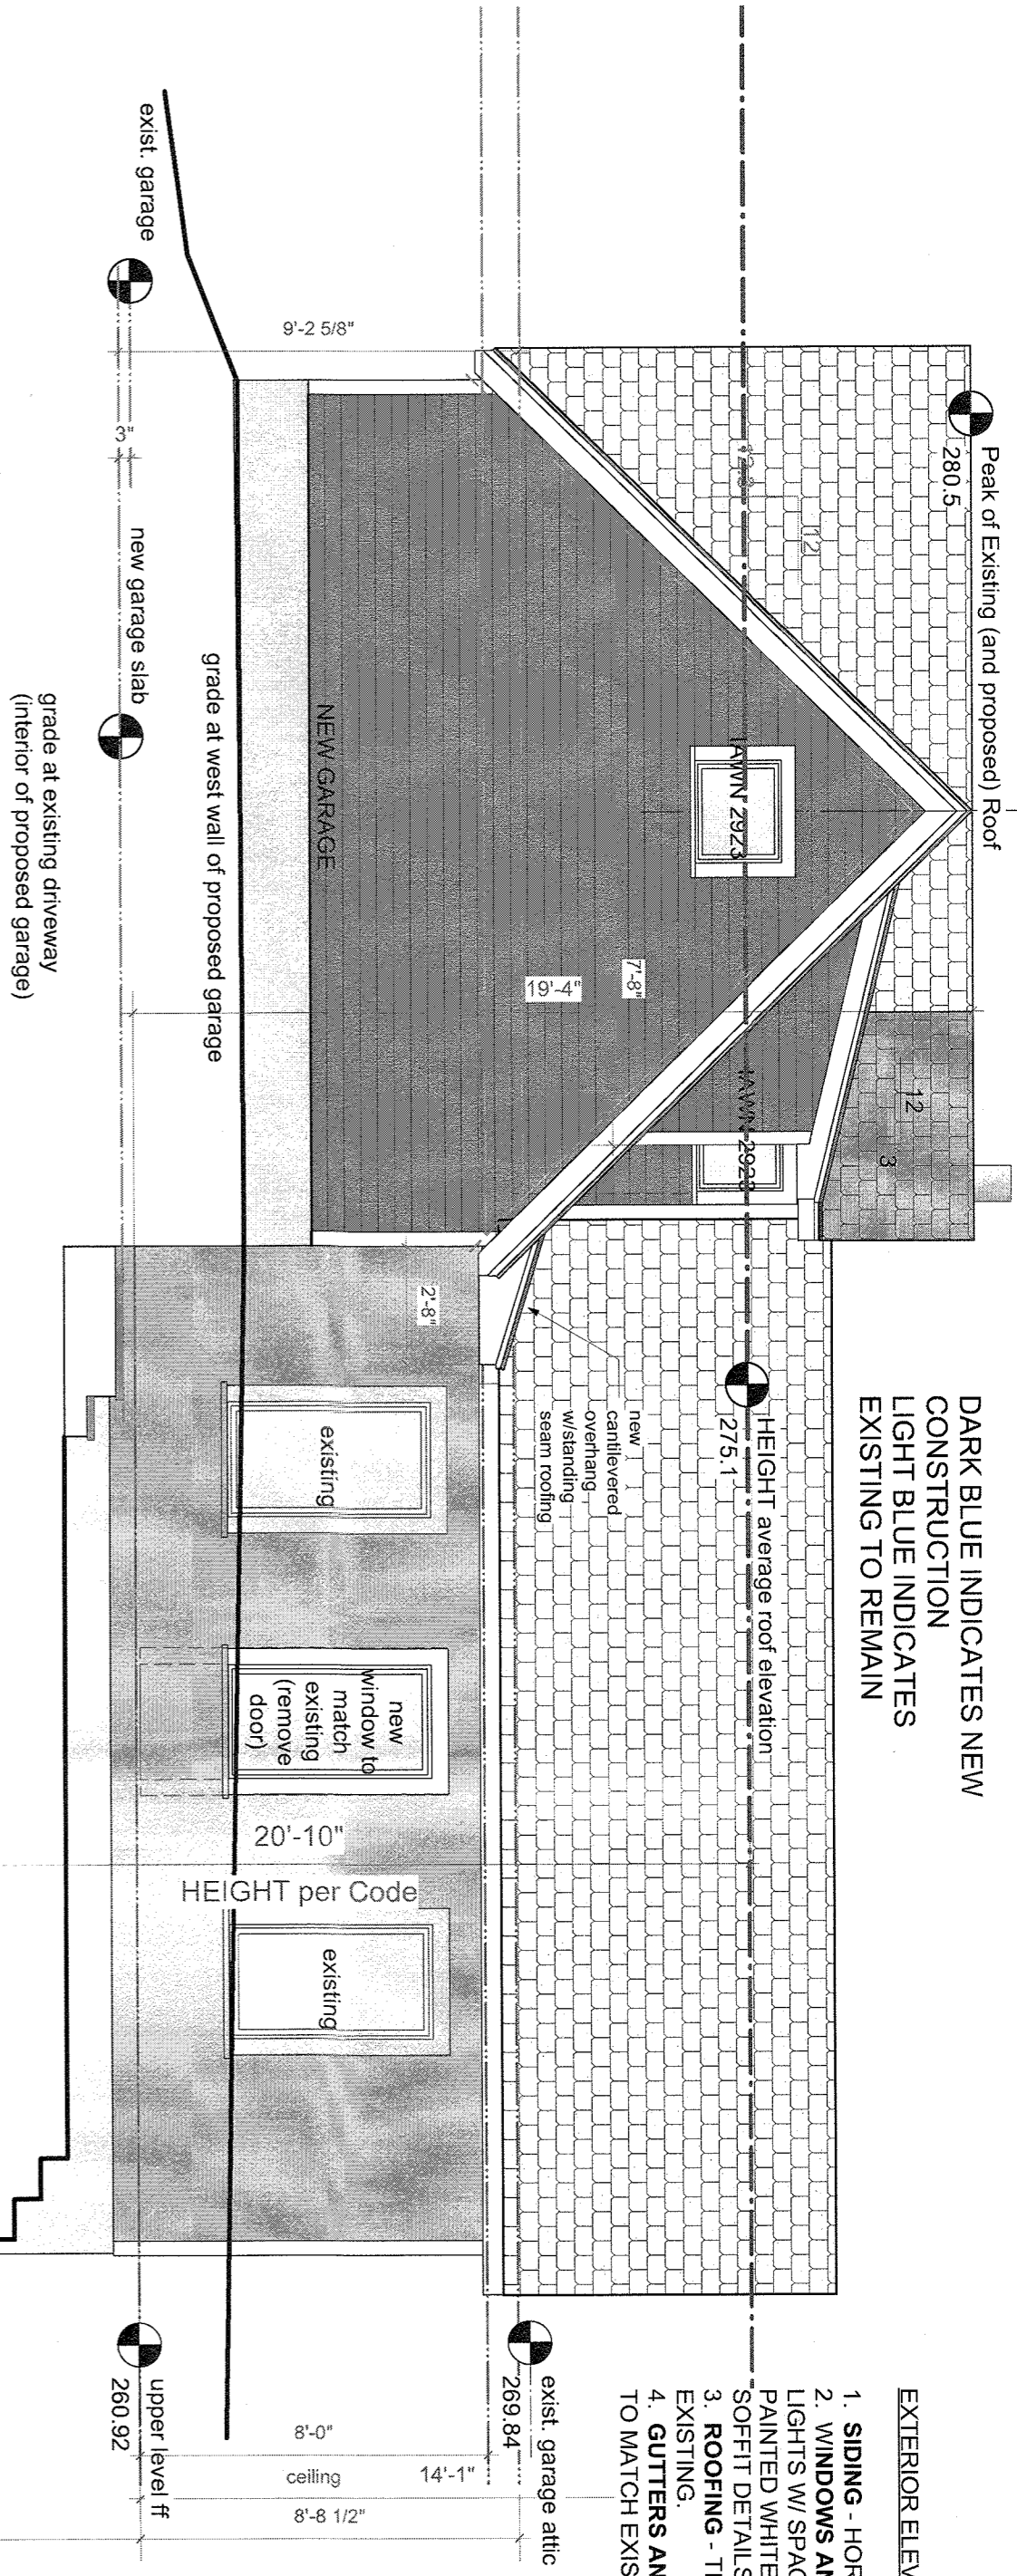 Peak of Existing (and proposed) Roof
280.5
DARK BLUE INDICATES NEW
CONSTRUCTION
LIGHT BLUE INDICATES
EXISTING TO REMAIN
EXTERIOR ELEV
1. SIDING - HOR
2. WINDOWS AN
LIGHTS W/ SPAC
PAINTED WHITE
SOFFIT DETAILS
3. ROOFING - TI
EXISTING.
4. GUTTERS AN
TO MATCH EXIS
12
12
3
HEIGHT average roof elevation
275.1
IAWN 2923
IAWN 2923
7'-8"
19'-4"
new
cantilevered
overhang
w/standing
seam roofing
exist. garage attic
269.84
9'-2 5/8"
2'-8"
NEW GARAGE
existing
new
window to
match
existing
(remove
door)
existing
20'-10"
HEIGHT per Code
8'-0"
ceiling
14'-1"
8'-8 1/2"
grade at west wall of proposed garage
exist. garage
3"
new garage slab
upper level ff
260.92
grade at existing driveway
(interior of proposed garage)